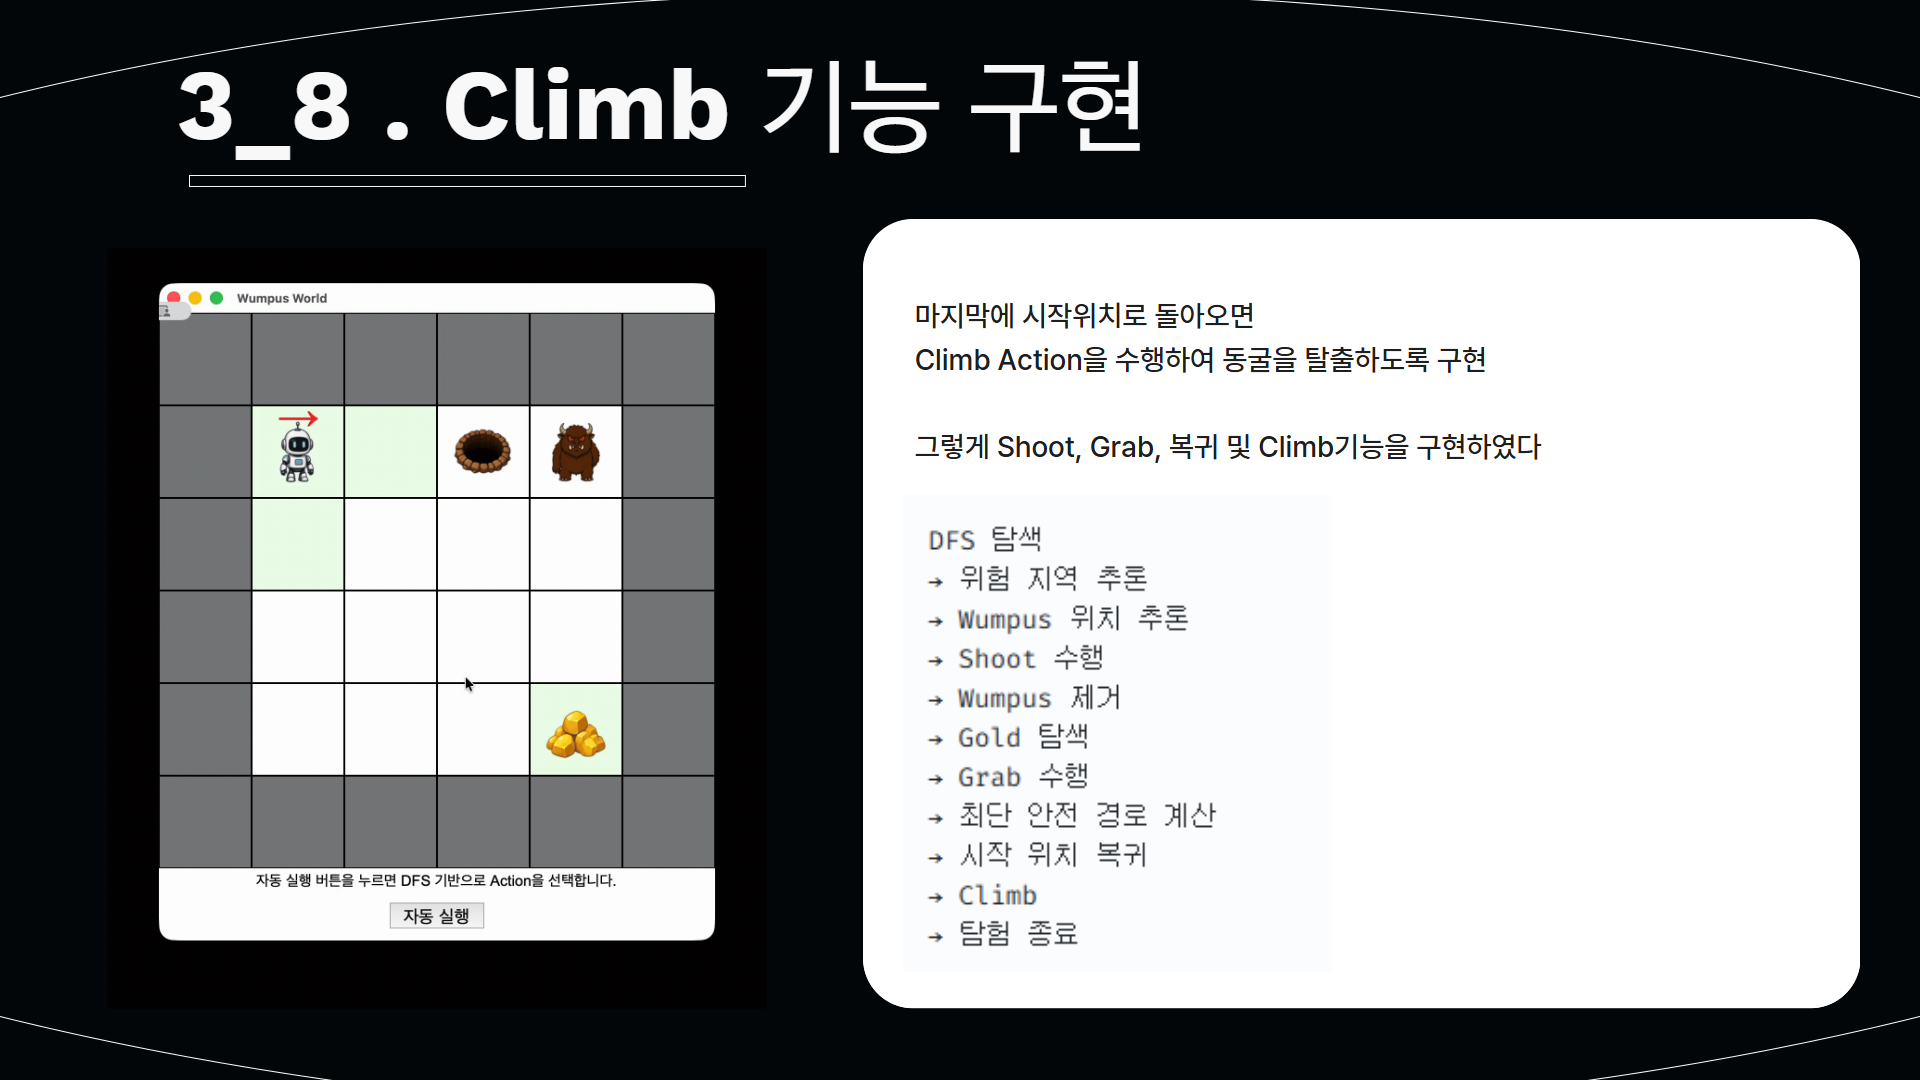 3_8 . Climb 기능 구현
Wumpus World
자동 실행 버튼을 누르면 DFS 기반으로 Action을 선택합니다.
자동 실행
마지막에 시작위치로 돌아오면
Climb Action을 수행하여 동굴을 탈출하도록 구현
그렇게 Shoot, Grab, 복귀 및 Climb기능을 구현하였다
DFS 탐색
→ 위험 지역 추론
→ Wumpus 위치 추론
→ Shoot 수행
→ Wumpus 제거
→ Gold 탐색
→ Grab 수행
→ 최단 안전 경로 계산
→ 시작 위치 복귀
→ Climb
→ 탐험 종료